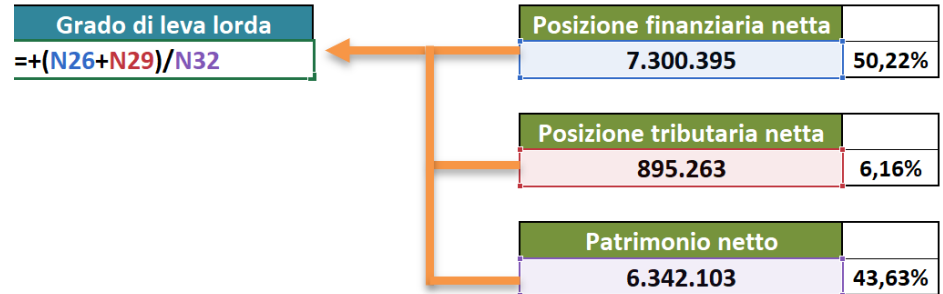 Grado di leva lorda
=+(N26+N29)/N32
Posizione finanziaria netta
7.300.395 50,22%
Posizione tributaria netta
895.263 6,16%
Patrimonio netto
6.342.103 43,63%